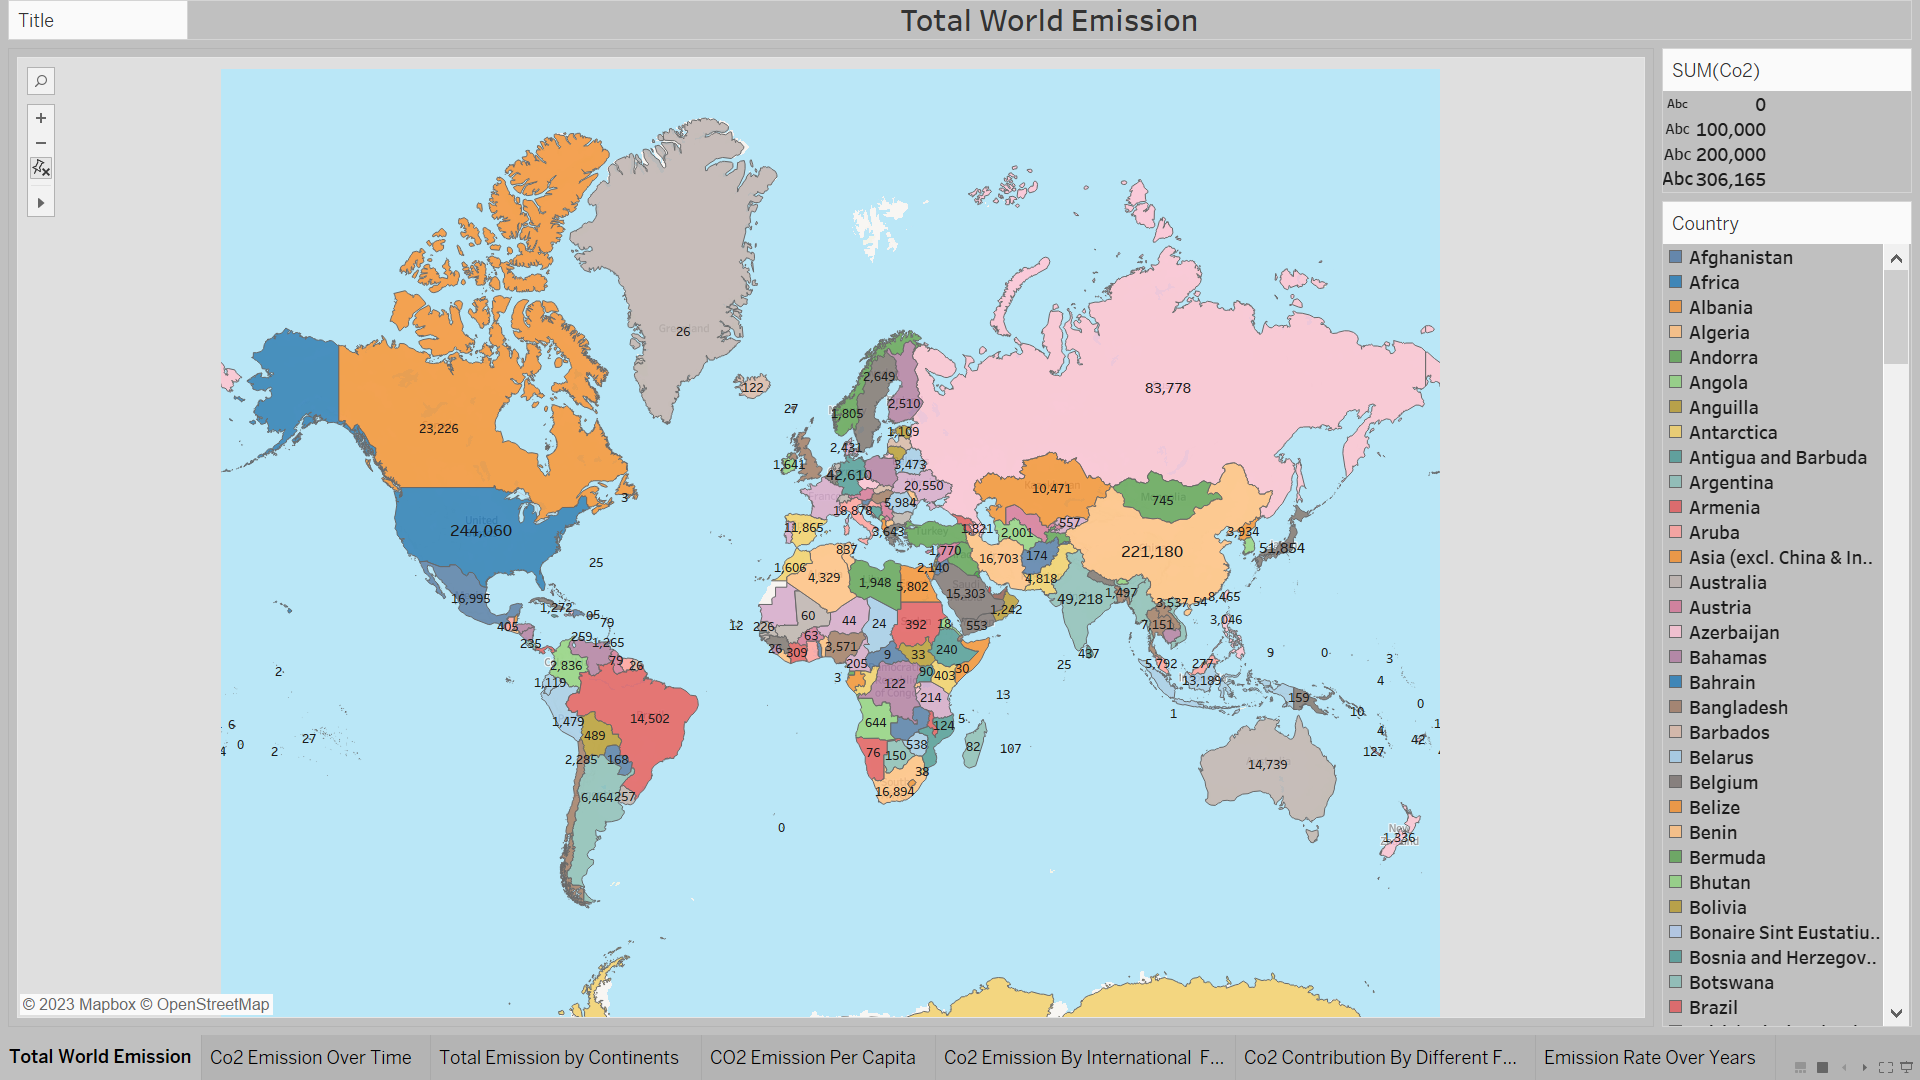 Title
Total World Emission
SUM(Co2)
Abc 0
Abc 100,000
Abc 200,000
Abc 306,165
Country
Afghanistan
Africa
Albania
Algeria
Andorra
Angola
Anguilla
Antarctica
Antigua and Barbuda
Argentina
Armenia
Aruba
Asia (excl. China & In..
Australia
Austria
Azerbaijan
Bahamas
Bahrain
Bangladesh
Barbados
Belarus
Belgium
Belize
Benin
Bermuda
Bhutan
Bolivia
Bonaire Sint Eustatiu..
Bosnia and Herzegov..
Botswana
Brazil
26
122
27
2,649
83,778
2,510
1,805
23,226
1,109
2,431
1,641
3,473
42,610
20,550
10,471
3
745
5,984
18,878
557
11,865
1,821
244,060
3,643
2,001
3,934
837
1,770
51,854
221,180
16,703
174
25
1,606
2,140
4,329
1,948
5,802
4,818
15,303
1,497
16,995
49,218
8,465
1,272
3,537
54
1,242
05
60
79
44
24
392
18
3,046
12
226
405
553
7,151
63
259
235
1,265
3,571
26
309
9
33
240
437
9
0
3
2,836
79
26
205
25
5,792
277
2
1,119
3
122
90
403
30
13,189
4
13
214
159
0
1
10
14,502
1,479
644
124
5
6
27
489
4
1
42
0
4
2
76
150
538
82
107
127
2,285
168
38
16,894
6,464
257
14,739
0
1,336
© 2023 Mapbox © OpenStreetMap
Total World Emission
Co2 Emission Over Time
Total Emission by Continents
CO2 Emission Per Capita
Co2 Emission By International F...
Co2 Contribution By Different F...
Emission Rate Over Years